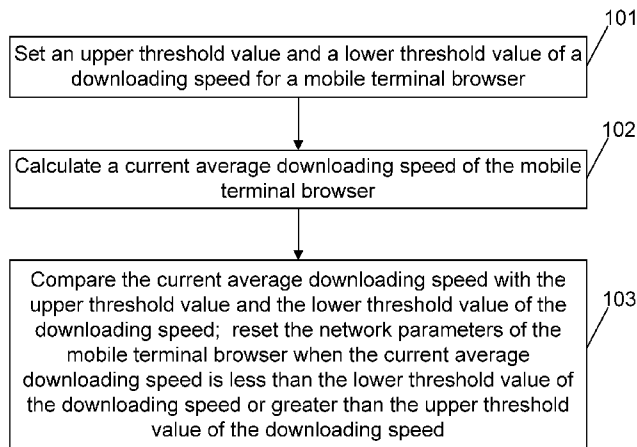 101
Set an upper threshold value and a lower threshold value of a
downloading speed for a mobile terminal browser
102
Calculate a current average downloading speed of the mobile
terminal browser
103
Compare the current average downloading speed with the
upper threshold value and the lower threshold value of the
downloading speed; reset the network parameters of the
mobile terminal browser when the current average
downloading speed is less than the lower threshold value of
the downloading speed or greater than the upper threshold
value of the downloading speed